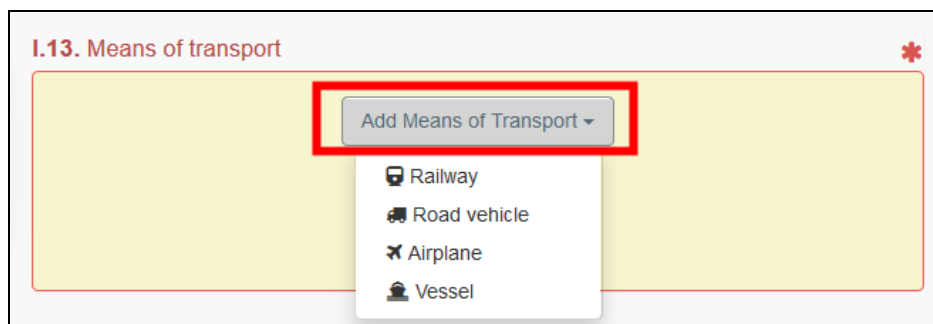 I.13. Means of transport
Add Means of Transport
Railway
Road vehicle
Airplane
Vessel